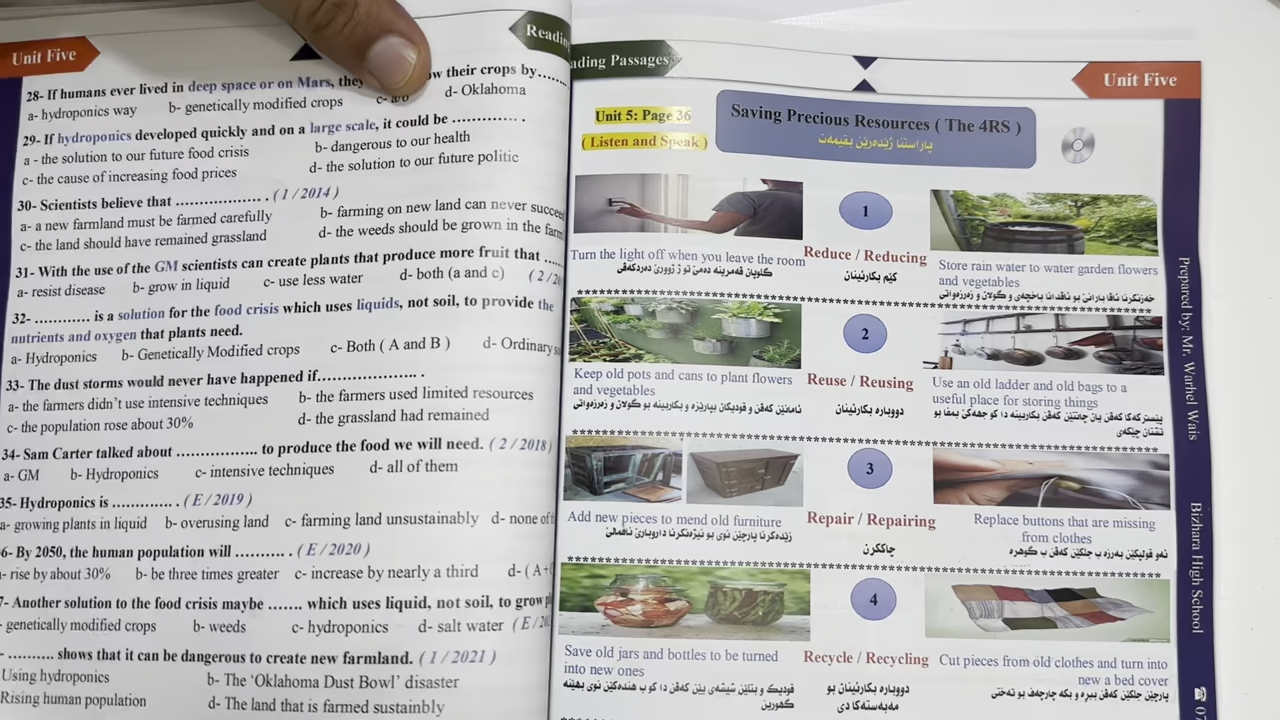 Unit Five
28- If humans ever lived in deep space or on Mars, they their crops by........
a- hydroponics way b- genetically modified crops c- d- Oklahoma
29- If hydroponics developed quickly and on a large scale, it could be .............. .
a - the solution to our future food crisis b- dangerous to our health
c- the cause of increasing food prices d- the solution to our future politic
30- Scientists believe that .................. . ( 1 / 2014 )
a- a new farmland must be farmed carefully b- farming on new land can never
c- the land should have remained grassland d- the weeds should be grown in the
31- With the use of the GM scientists can create plants that produce more fruit that ....
a- resist disease b- grow in liquid c- use less water d- both (a and c)
32-............. is a solution for the food crisis which uses liquids, not soil, to provide the
nutrients and oxygen that plants need.
a- Hydroponics b- Genetically Modified crops c- Both ( A and B ) d- Ordinary
33- The dust storms would never have happened if.................... .
a- the farmers didn't use intensive techniques b- the farmers used limited resources
c- the population rose about 30% d- the grassland had remained
34- Sam Carter talked about ................. to produce the food we will need. ( 2 / 2018)
a- GM b- Hydroponics c- intensive techniques d- all of them
35- Hydroponics is ............. . ( E / 2019 )
a- growing plants in liquid b- overusing land c- farming land unsustainably d- none of
6- By 2050, the human population will .......... . ( E / 2020 )
- rise by about 30% b- be three times greater c- increase by nearly a third d- ( A+
7- Another solution to the food crisis maybe ....... which uses liquid, not soil, to grow
genetically modified crops b- weeds c- hydroponics d- salt water
- .......... shows that it can be dangerous to create new farmland. ( 1 / 2021 )
Using hydroponics b- The 'Oklahoma Dust Bowl' disaster
Rising human population d- The land that is farmed sustainbly
Reading Passages
Unit Five
Unit 5: Page 36
( Listen and Speak )
Saving Precious Resources ( The 4RS )
پاراستنا ژێدەرێن بقیمەت
1
Turn the light off when you leave the room
Reduce / Reducing
کێم بکارئینان
Store rain water to water garden flowers
and vegetables
2
Keep old pots and cans to plant flowers
and vegetables
Reuse / Reusing
دووبارە بکارئینان
Use an old ladder and old bags to a
useful place for storing things
3
Add new pieces to mend old furniture
Repair / Repairing
چاککرن
Replace buttons that are missing
from clothes
4
Save old jars and bottles to be turned
into new ones
Recycle / Recycling
دووبارە بکارئینان بو
مەبەستەکا دی
Cut pieces from old clothes and turn into
new a bed cover
Prepared by: Mr. Warhel Wais
Bizhara High School